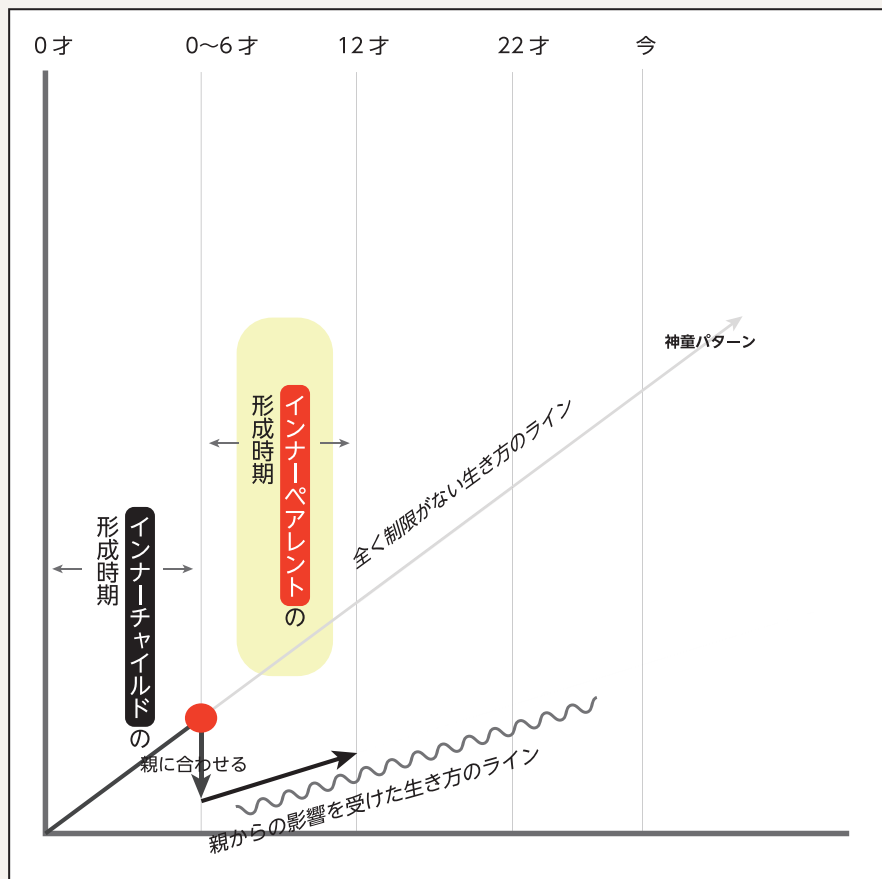 0才
0〜6才
12才
22才
今
神童パターン
全く制限がない生き方のライン
インナーペアレントの
形成時期
インナーチャイルドの
形成時期
親に合わせる
親からの影響を受けた生き方のライン